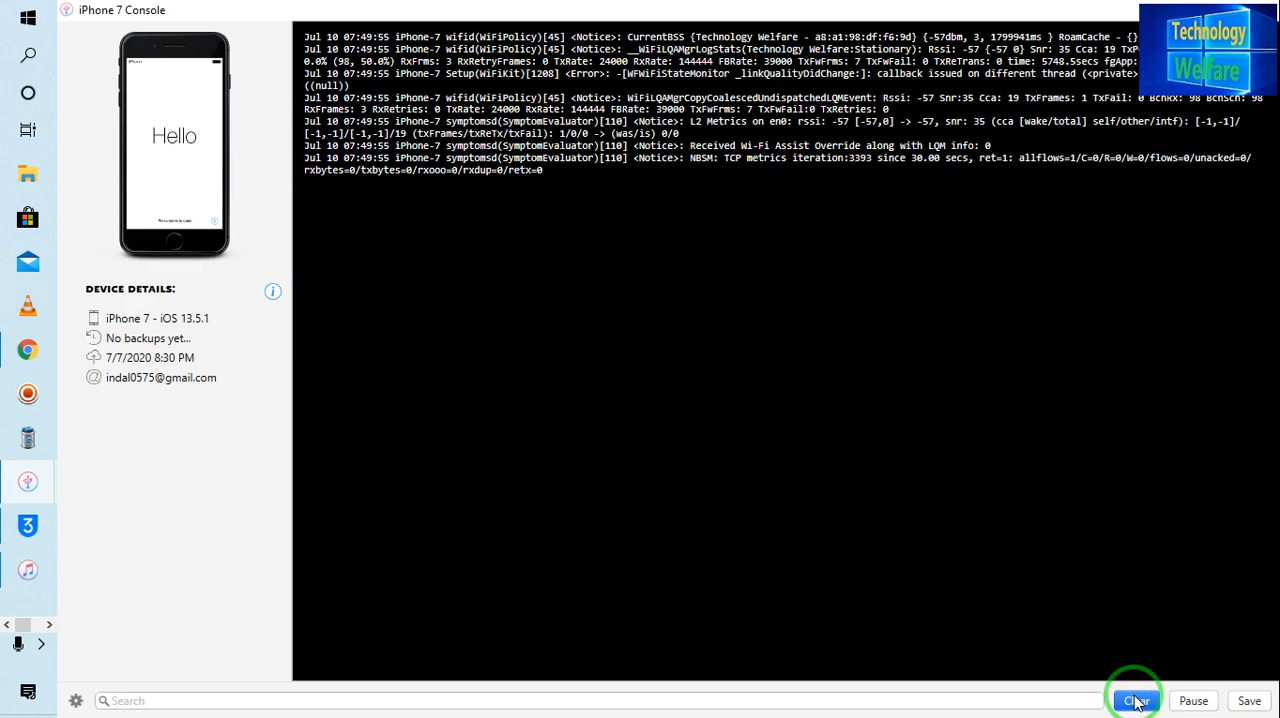 iPhone 7 Console
Technology
Welfare
Jul 10 07:49:55 iPhone-7 wifid(WiFiPolicy)[45] <Notice>: CurrentBSS {Technology Welfare - a8:a1:98:df:f6:9d} {-57dbm, 3, 1799941ms } RoamCache - {}
Jul 10 07:49:55 iPhone-7 wifid(WiFiPolicy)[45] <Notice>: __WiFiLQAMgrLogStats(Technology Welfare:Stationary): Rssi: -57 {-57 0} Snr: 35 Cca: 19 TxP
0.0% (98, 50.0%) RxFrms: 3 RxRetryFrames: 0 TxRate: 24000 RxRate: 144444 FBRate: 39000 TxFwFrms: 7 TxFwFail: 0 TxRetrans: 0 time: 5748.5secs fgApp:
Jul 10 07:49:55 iPhone-7 Setup(WiFiKit)[1208] <Error>: -[WFWiFiStateMonitor _linkQualityDidChange:]: callback issued on different thread (<private>
((null))
Jul 10 07:49:55 iPhone-7 wifid(WiFiPolicy)[45] <Notice>: WiFiLQAMgrCopyCoalescedUndispatchedLQMEvent: Rssi: -57 Snr:35 Cca: 19 TxFrames: 1 TxFail: 0 BcnRx: 98 BcnSch: 98
RxFrames: 3 RxRetries: 0 TxRate: 24000 RxRate: 144444 FBRate: 39000 TxFwFrms: 7 TxFwFail:0 TxRetries: 0
Jul 10 07:49:55 iPhone-7 symptomsd(SymptomEvaluator)[110] <Notice>: L2 Metrics on en0: rssi: -57 [-57,0] -> -57, snr: 35 (cca [wake/total] self/other/intf): [-1,-1]/
[-1,-1]/[-1,-1]/19 (txFrames/txReTx/txFail): 1/0/0 -> (was/is) 0/0
Jul 10 07:49:55 iPhone-7 symptomsd(SymptomEvaluator)[110] <Notice>: Received Wi-Fi Assist Override along with LQM info: 0
Jul 10 07:49:55 iPhone-7 symptomsd(SymptomEvaluator)[110] <Notice>: NBSM: TCP metrics iteration:3393 since 30.00 secs, ret=1: allflows=1/C=0/R=0/W=0/flows=0/unacked=0/
rxbytes=0/txbytes=0/rxooo=0/rxdup=0/retx=0
Hello
Press home to open
DEVICE DETAILS:
iPhone 7 - iOS 13.5.1
No backups yet...
7/7/2020 8:30 PM
indal0575@gmail.com
Search
Clear
Pause
Save